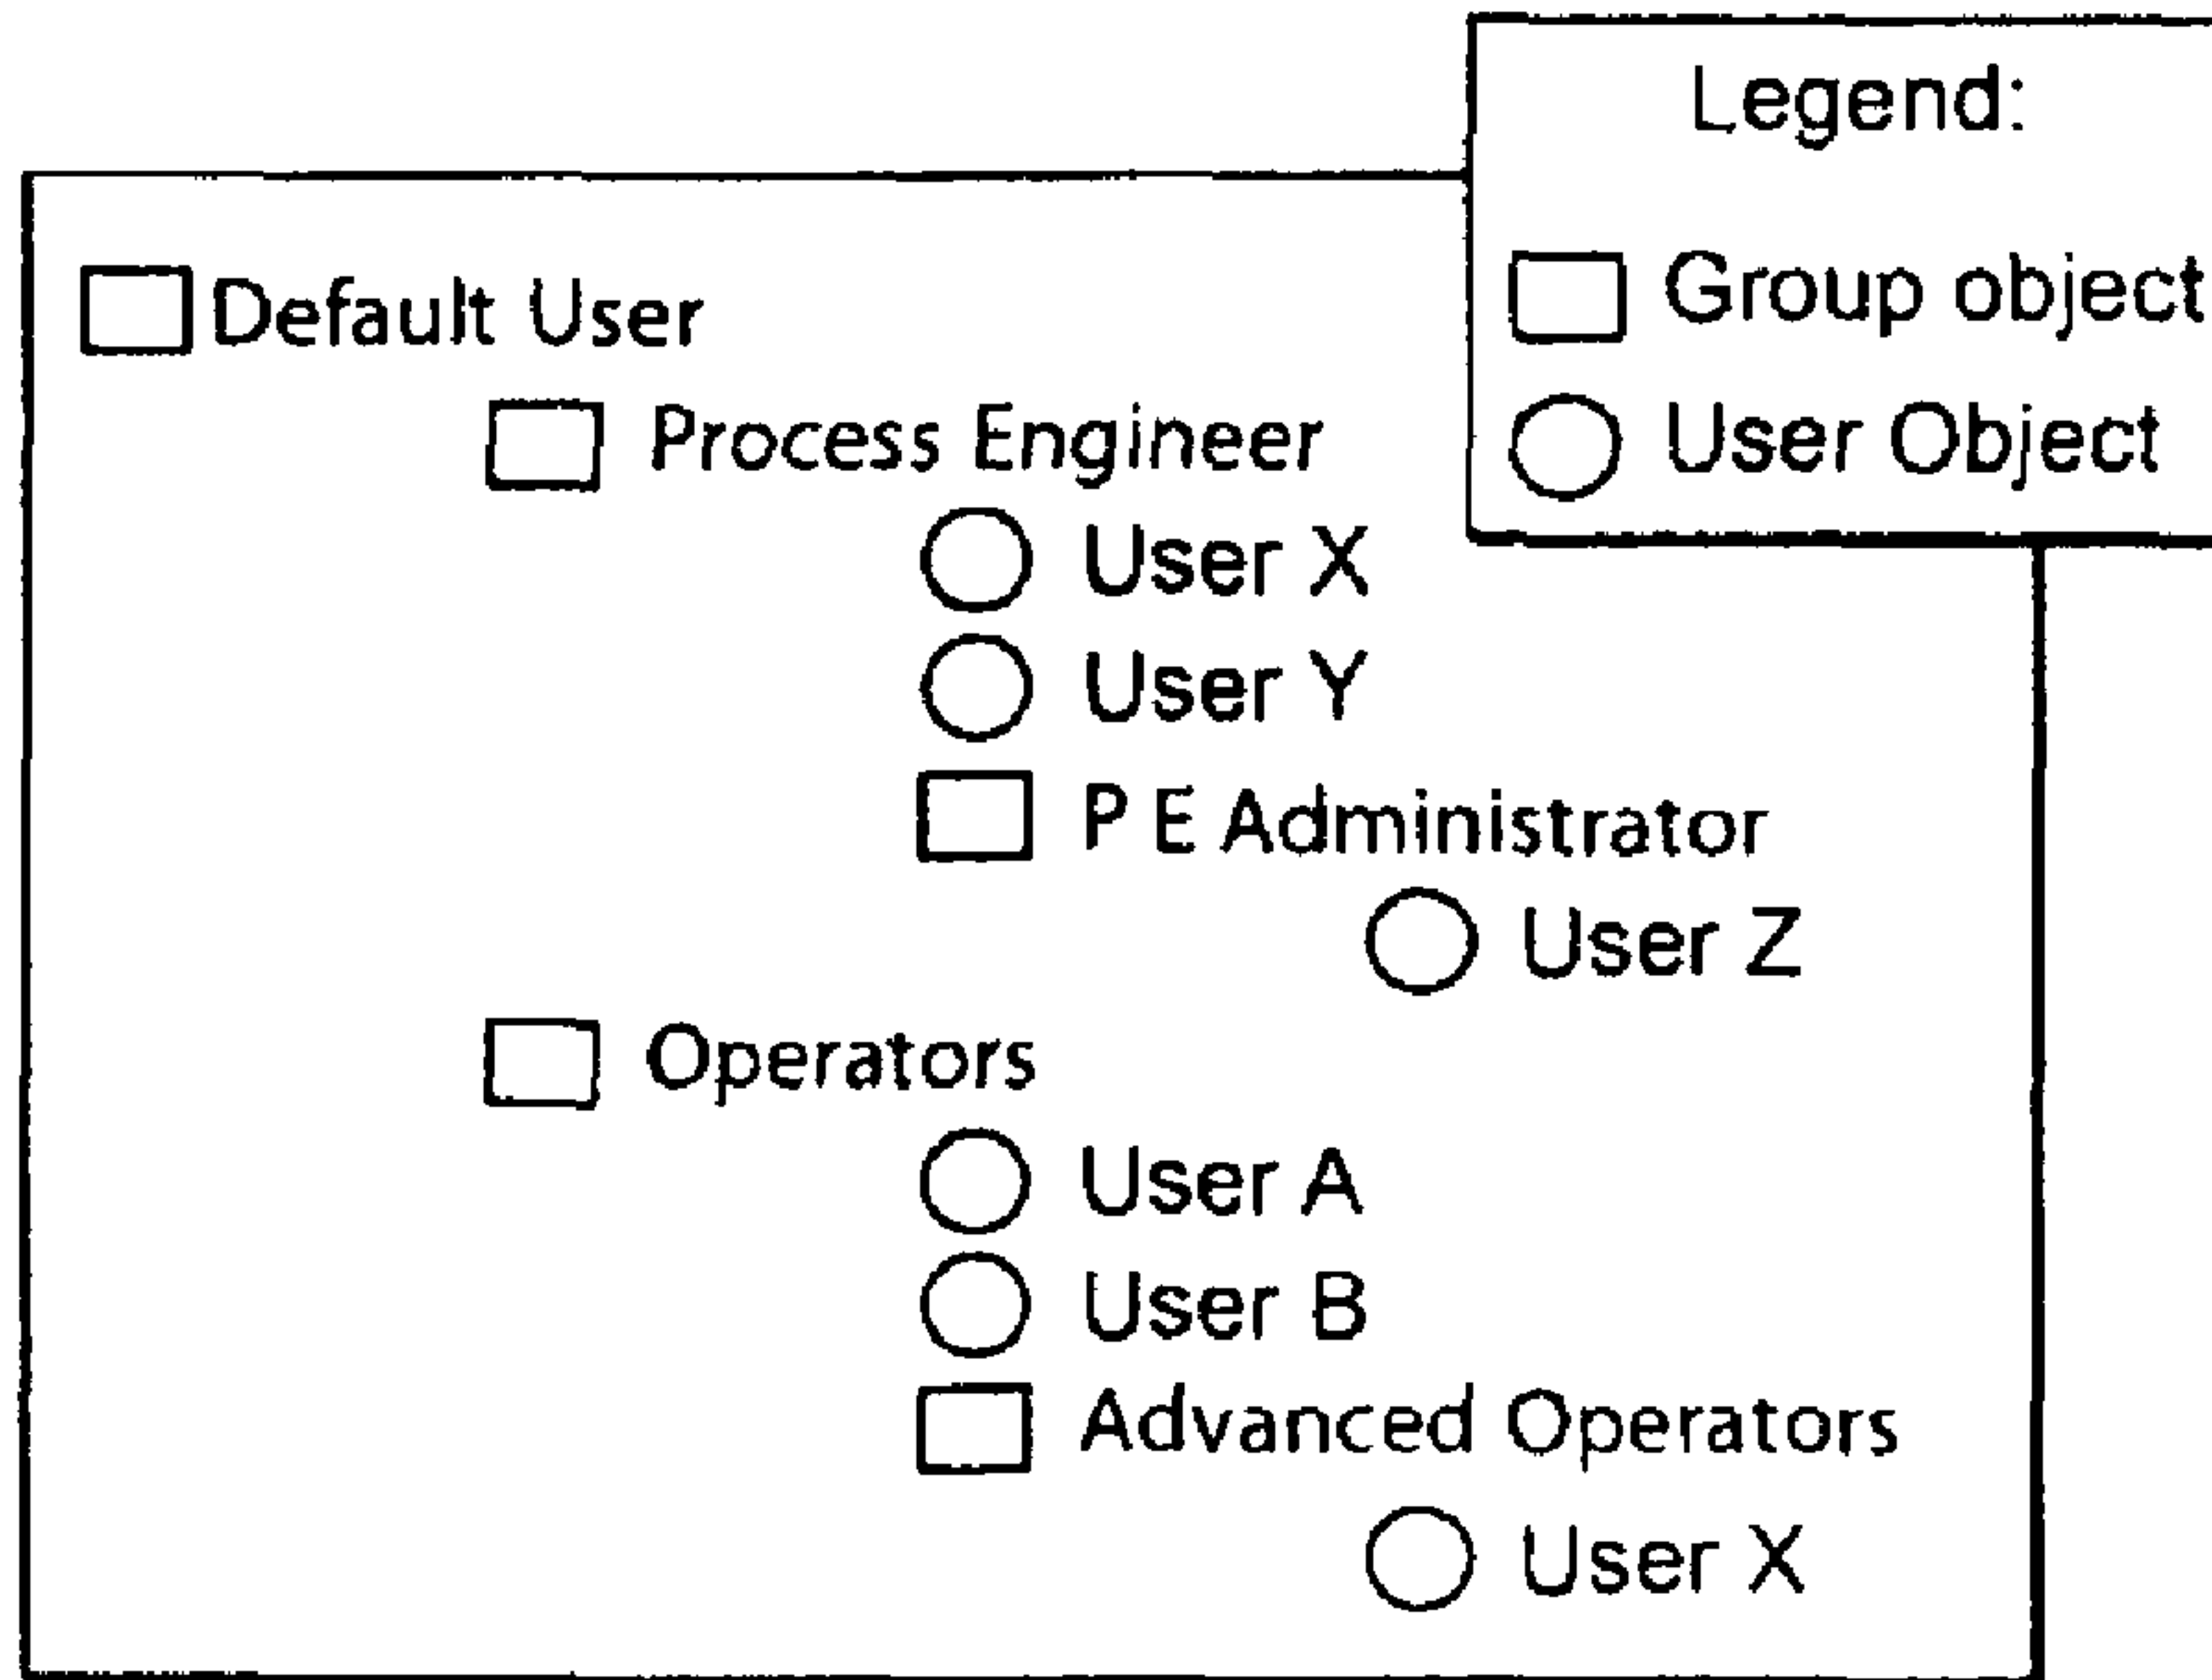 Legend:
Group object
User Object
Default User
Process Engineer
User X
User Y
P E Administrator
User Z
Operators
User A
User B
Advanced Operators
User X